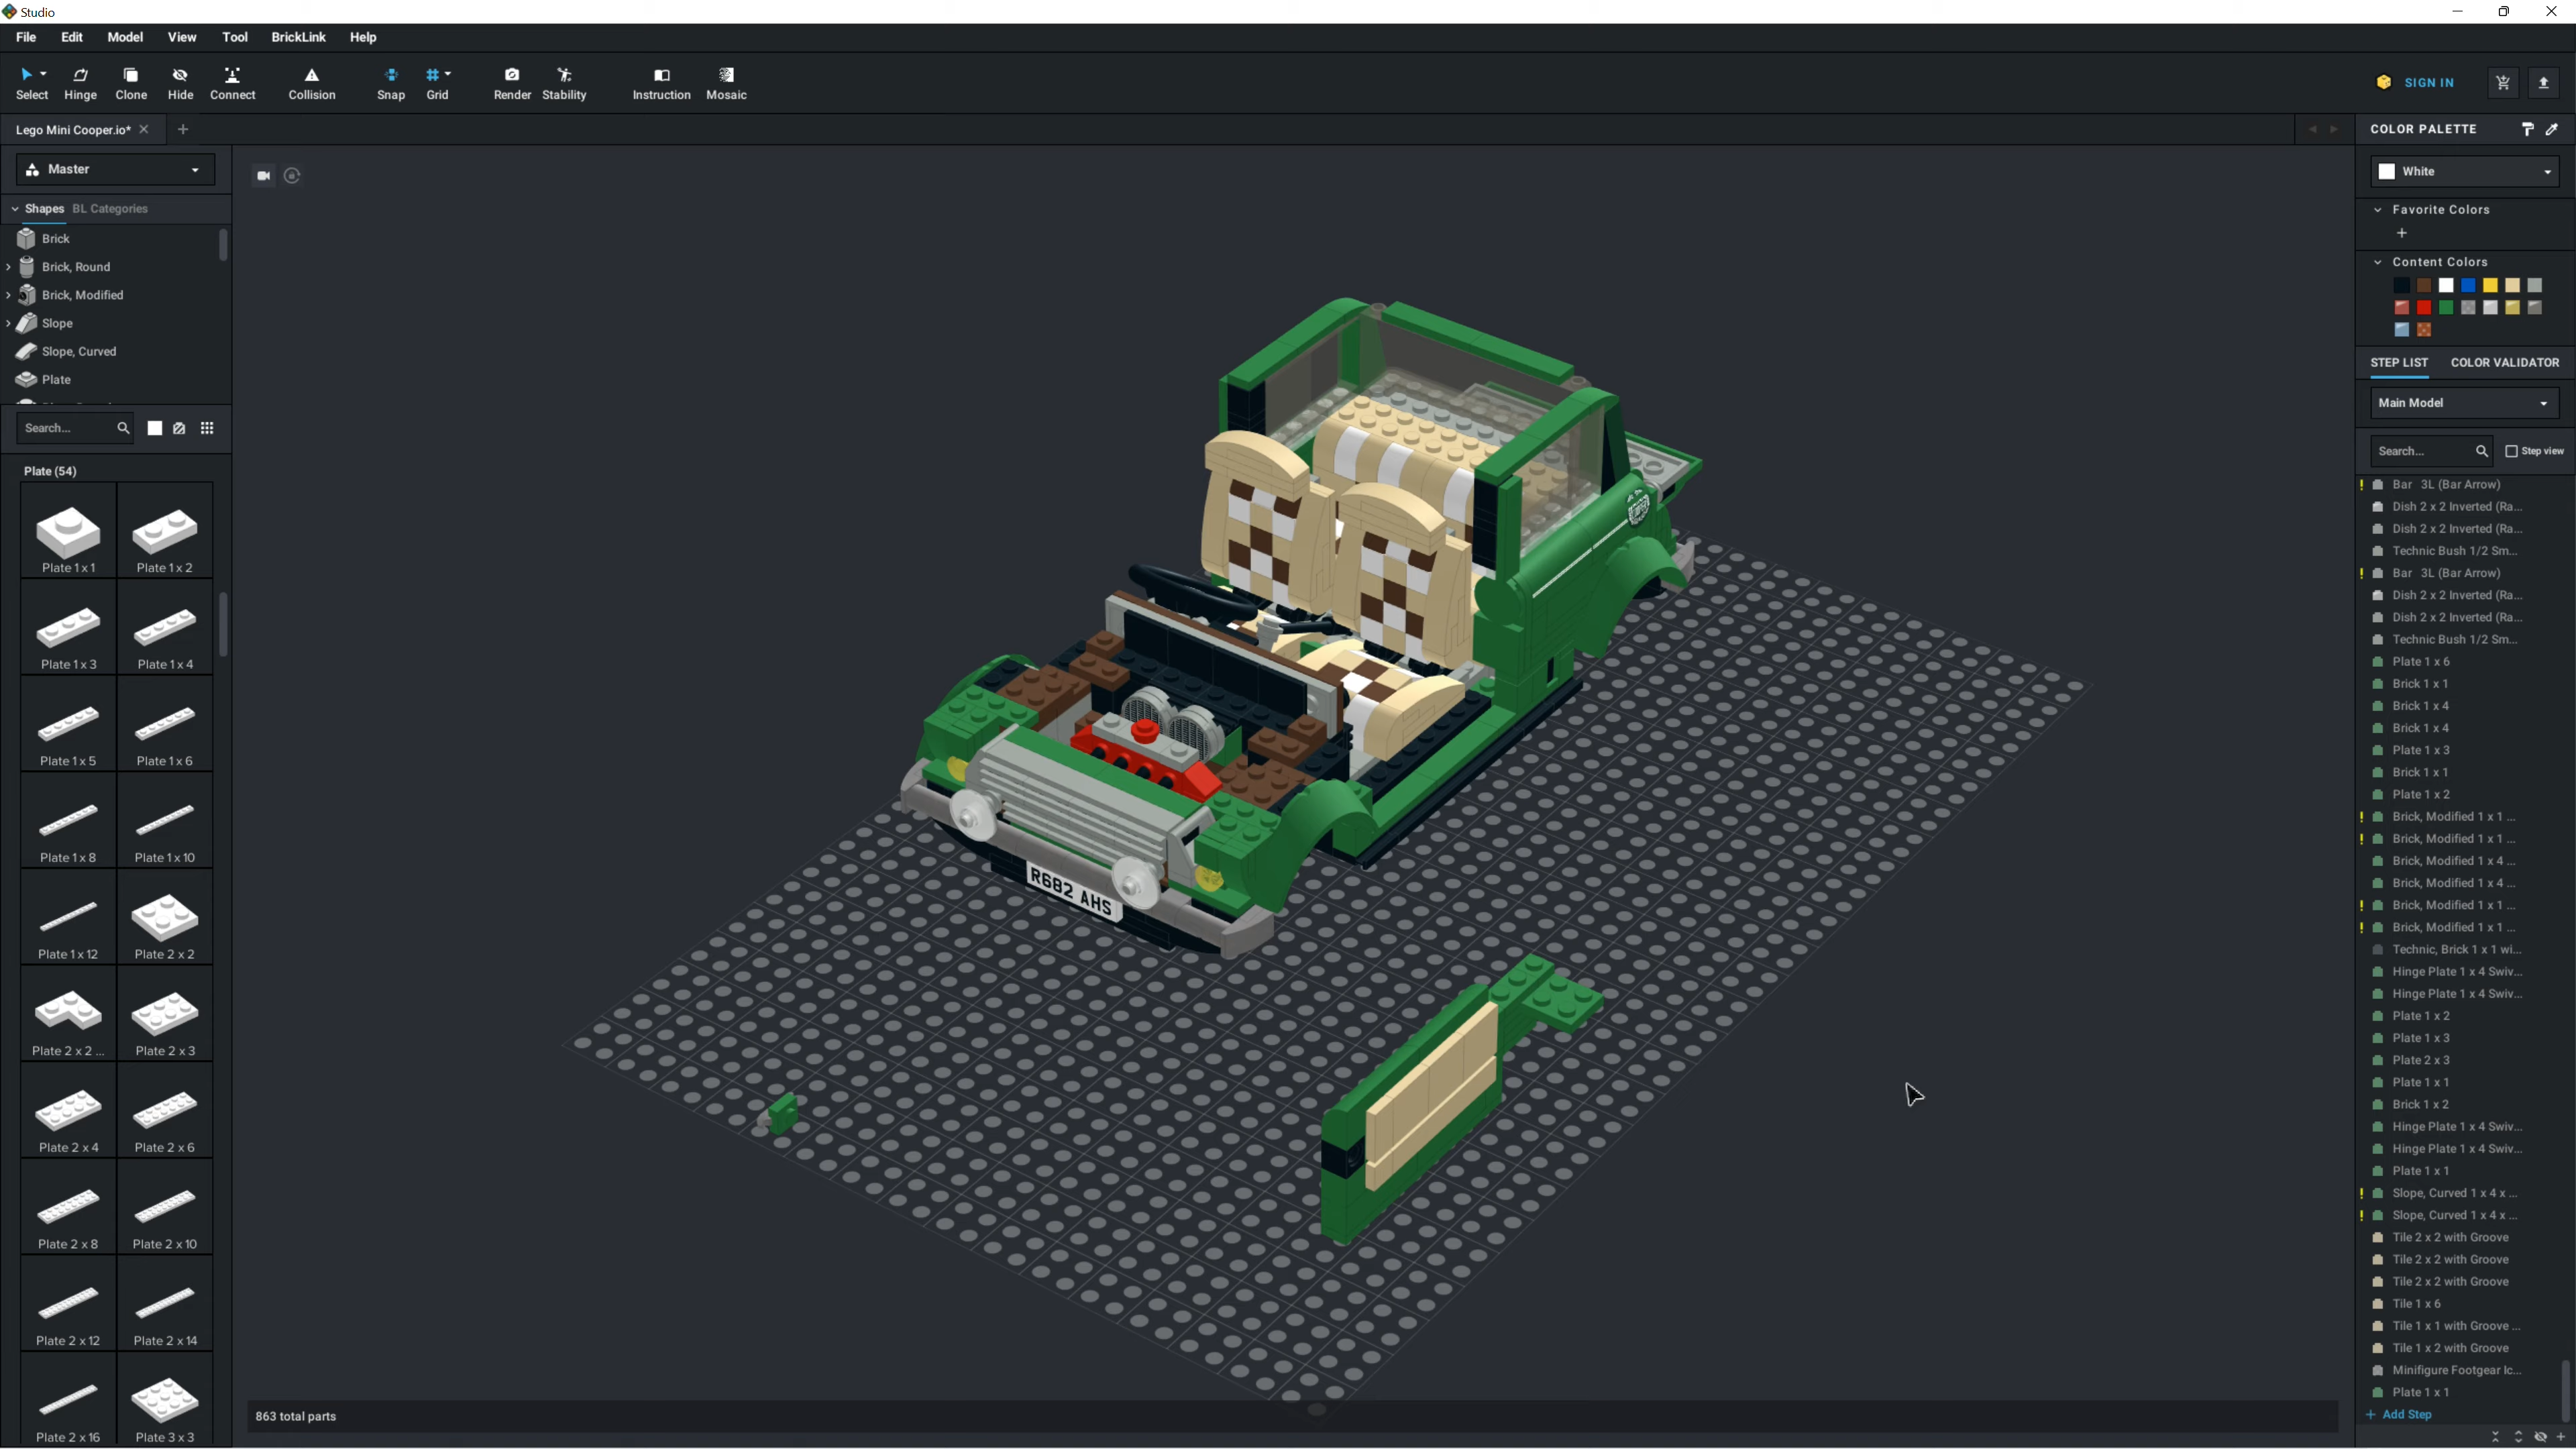 Studio
File Edit Model View Tool BrickLink Help
Select Hinge Clone Hide Connect Collision Snap Grid Render Stability Instruction Mosaic
SIGN IN
Lego Mini Cooper.io*
Master
Shapes BL Categories
Brick
Brick, Round
Brick, Modified
Slope
Slope, Curved
Plate
Search...
Plate (54)
Plate 1 x 1 Plate 1 x 2
Plate 1 x 3 Plate 1 x 4
Plate 1 x 5 Plate 1 x 6
Plate 1 x 8 Plate 1 x 10
Plate 1 x 12 Plate 2 x 2
Plate 2 x 2 ... Plate 2 x 3
Plate 2 x 4 Plate 2 x 6
Plate 2 x 8 Plate 2 x 10
Plate 2 x 12 Plate 2 x 14
Plate 2 x 16 Plate 3 x 3
R682 AHS
863 total parts
COLOR PALETTE
White
Favorite Colors
Content Colors
STEP LIST COLOR VALIDATOR
Main Model
Search... Step view
! Bar 3L (Bar Arrow)
Dish 2 x 2 Inverted (Ra...
Dish 2 x 2 Inverted (Ra...
Technic Bush 1/2 Sm...
! Bar 3L (Bar Arrow)
Dish 2 x 2 Inverted (Ra...
Dish 2 x 2 Inverted (Ra...
Technic Bush 1/2 Sm...
Plate 1 x 6
Brick 1 x 1
Brick 1 x 4
Brick 1 x 4
Plate 1 x 3
Brick 1 x 1
Plate 1 x 2
! Brick, Modified 1 x 1 ...
! Brick, Modified 1 x 1 ...
Brick, Modified 1 x 4 ...
Brick, Modified 1 x 4 ...
! Brick, Modified 1 x 1 ...
! Brick, Modified 1 x 1 ...
Technic, Brick 1 x 1 wi...
Hinge Plate 1 x 4 Swiv...
Hinge Plate 1 x 4 Swiv...
Plate 1 x 2
Plate 1 x 3
Plate 2 x 3
Plate 1 x 1
Brick 1 x 2
Hinge Plate 1 x 4 Swiv...
Hinge Plate 1 x 4 Swiv...
Plate 1 x 1
! Slope, Curved 1 x 4 x ...
! Slope, Curved 1 x 4 x ...
Tile 2 x 2 with Groove
Tile 2 x 2 with Groove
Tile 2 x 2 with Groove
Tile 1 x 6
Tile 1 x 1 with Groove ...
Tile 1 x 2 with Groove
Minifigure Footgear Ic...
Plate 1 x 1
+ Add Step